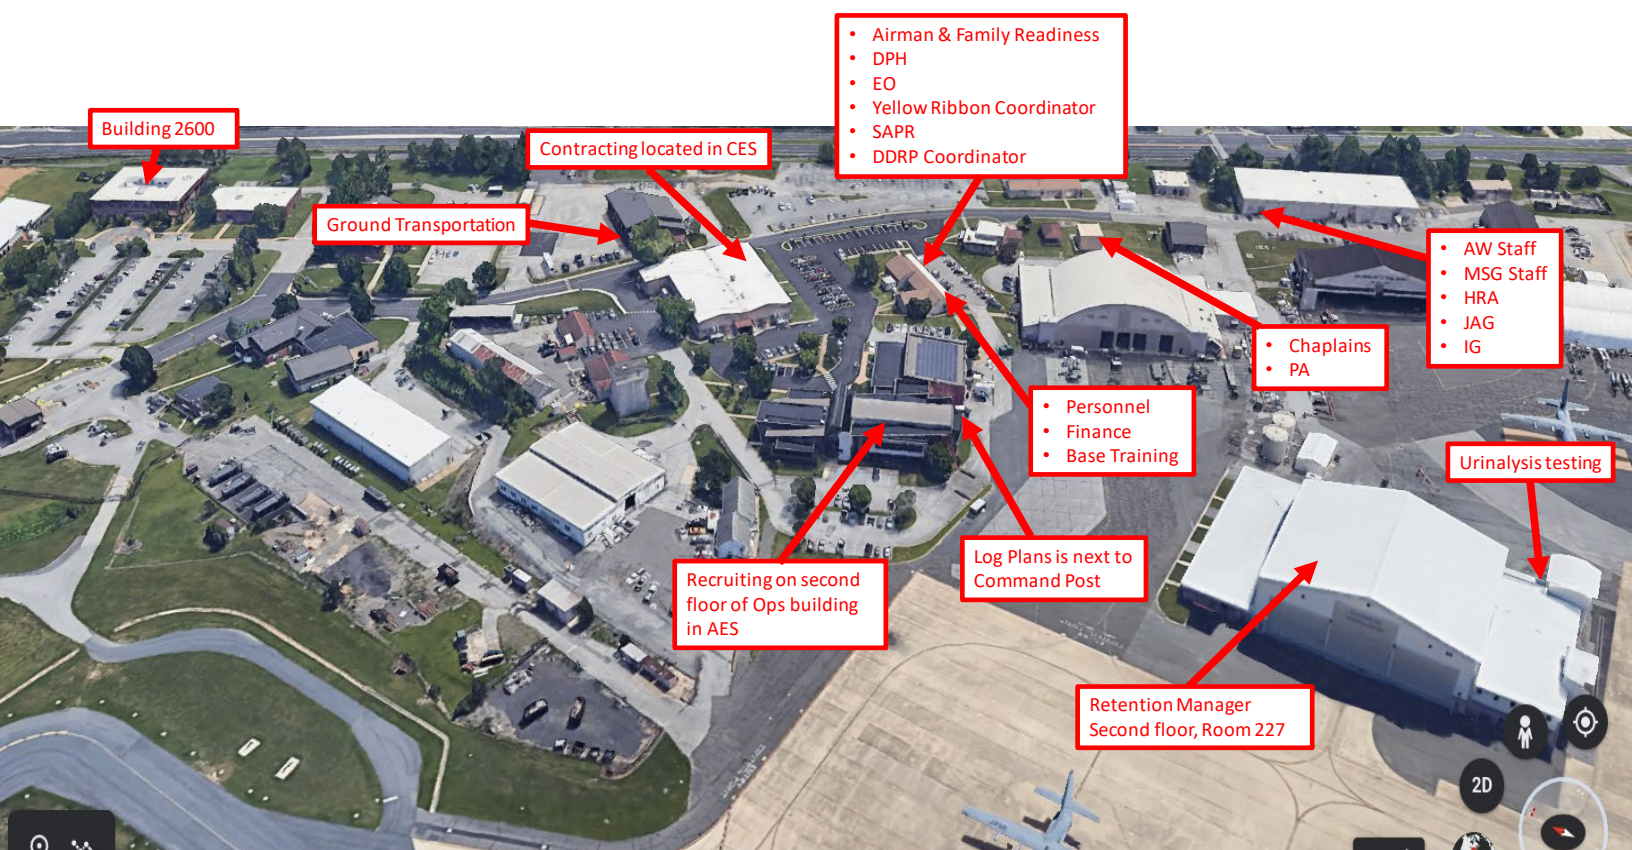 • Airman & Family Readiness
• DPH
• EO
• Yellow Ribbon Coordinator
• SAPR
• DDRP Coordinator
Building 2600
Contracting located in CES
Ground Transportation
• AW Staff
• MSG Staff
• HRA
• JAG
• IG
• Chaplains
• PA
• Personnel
• Finance
• Base Training
Urinalysis testing
Log Plans is next to
Command Post
Recruiting on second
floor of Ops building
in AES
Retention Manager
Second floor, Room 227
2D